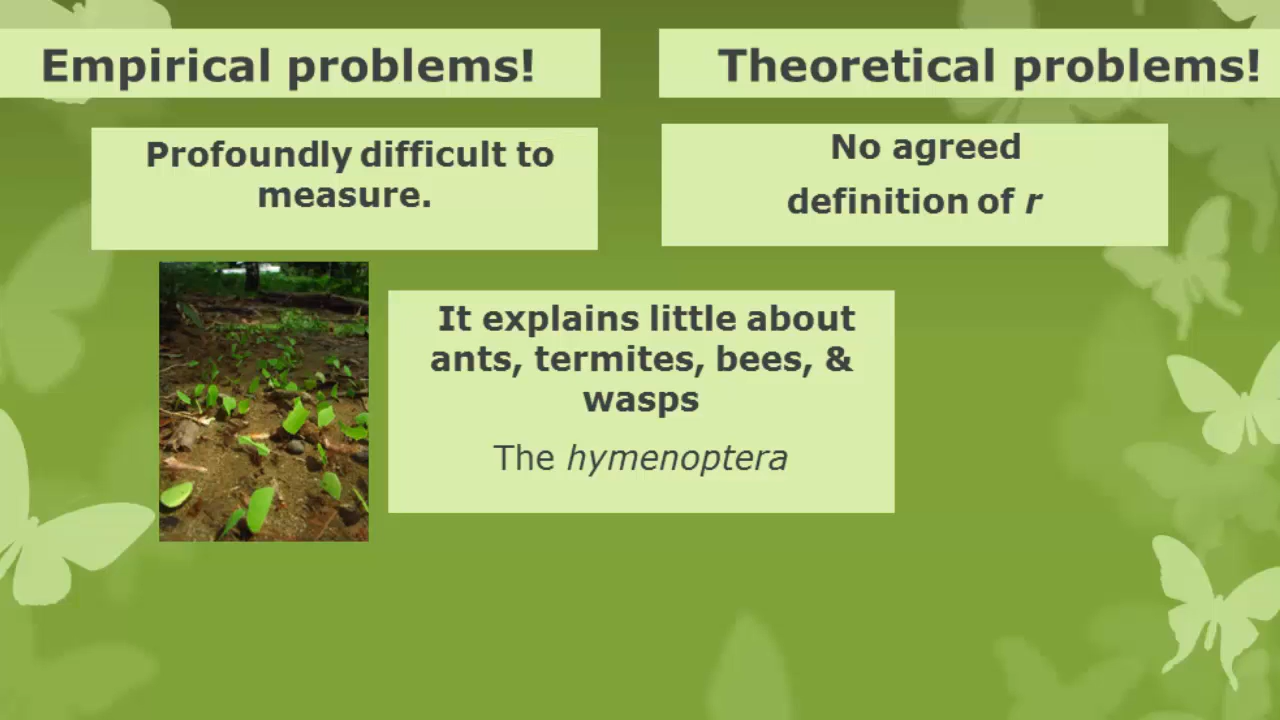 Empirical problems!
Theoretical problems!
Profoundly difficult to
measure.
No agreed
definition of r
It explains little about
ants, termites, bees, &
wasps
The hymenoptera